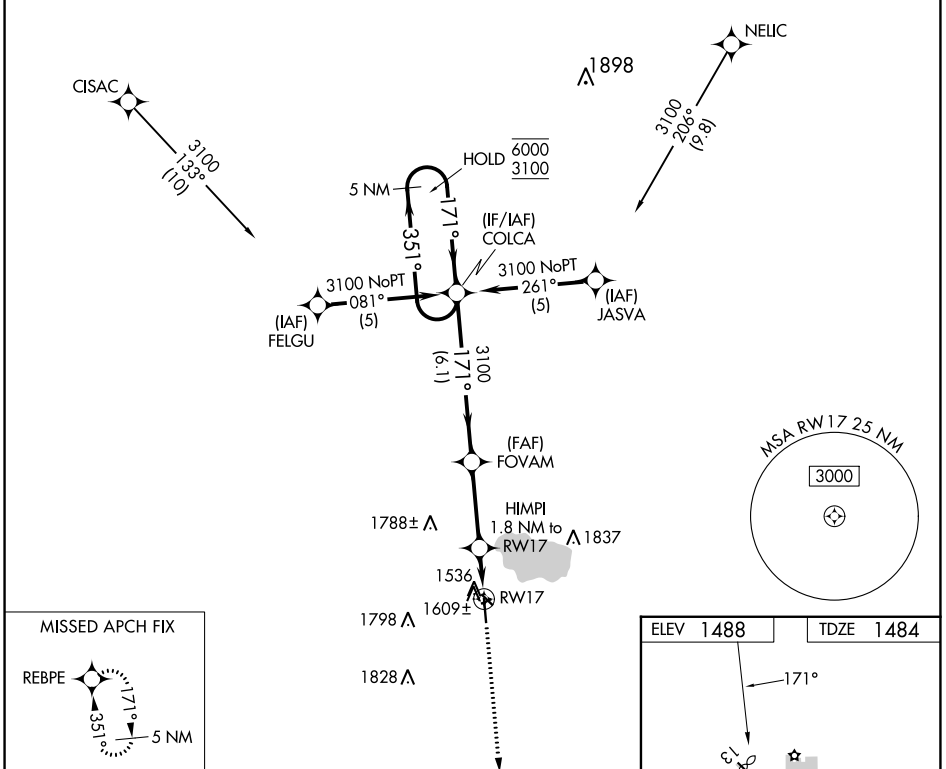 NELIC
1898
CISAC
3100
206°
(9.8)
3100
133°
(10)
HOLD 6000
3100
5 NM
171°
351°
(IF/IAF)
COLCA
3100 NoPT
081°
(5)
3100 NoPT
261°
(5)
(IAF)
FELGU
(IAF)
JASVA
3100
171°
(6.1)
(FAF)
FOVAM
MSA RW17 25 NM
3000
HIMPI
1.8 NM to
RW17
1788±
1837
1536
1609±
RW17
1798
1828
MISSED APCH FIX
REBPE
171°
351°
5 NM
ELEV 1488
TDZE 1484
171°
13